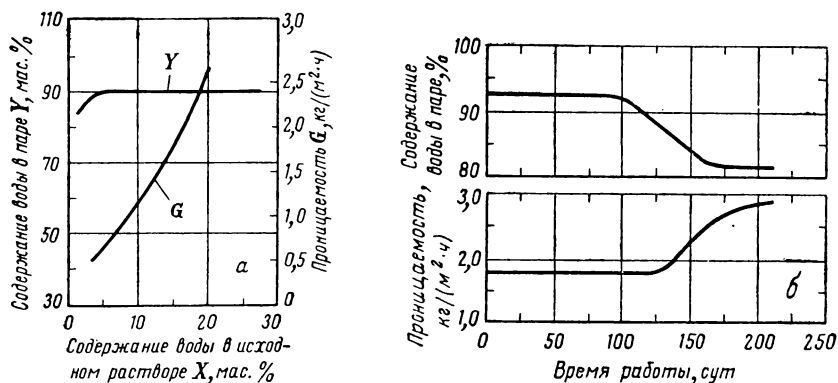 Содержание воды в паре Y, мас. %
110
90
70
50
30
Y
G
а
3,0
2,5
2,0
1,5
1,0
0,5
0
Проницаемость G, кг/(м²·ч)
0
10
20
30
Содержание воды в исход-
ном растворе X, мас. %
Содержание
воды в паре,%
100
90
80
Проницаемость,
кг/(м²·ч)
3,0
2,0
1,0
б
0
50
100
150
200
250
Время работы, сут